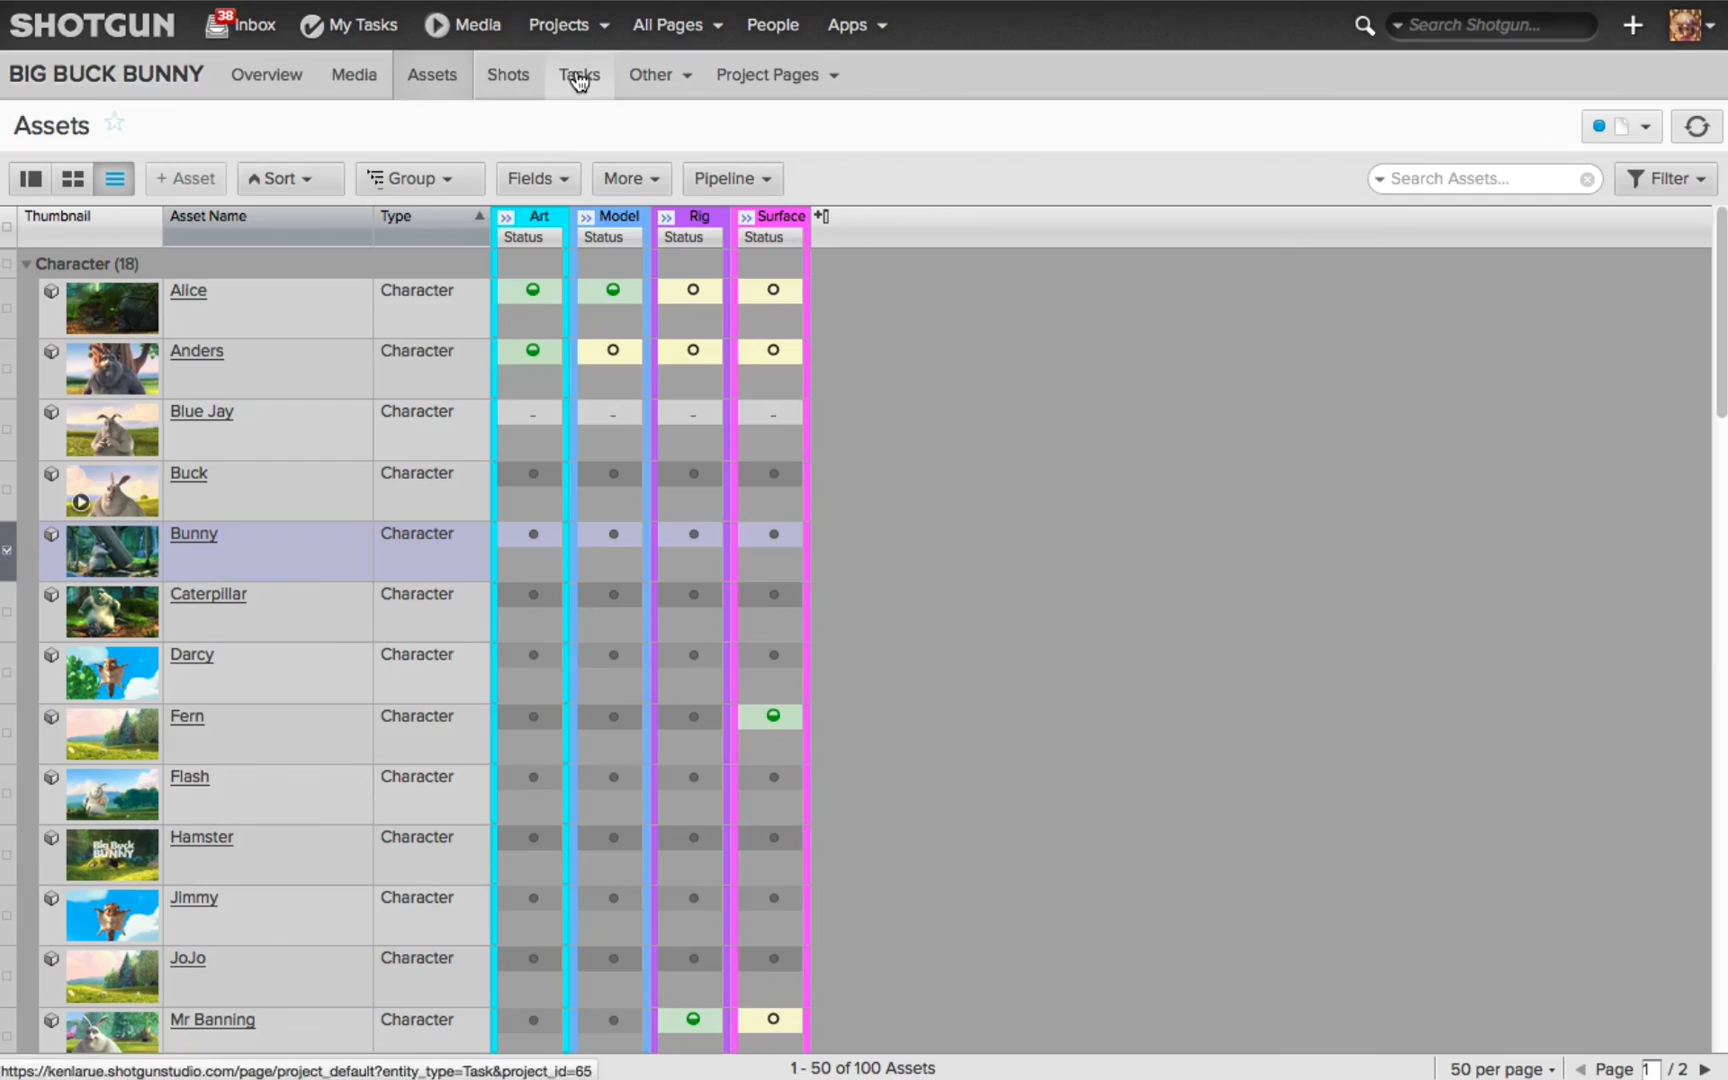 SHOTGUN 38 Inbox My Tasks Media Projects All Pages People Apps Search Shotgun...
BIG BUCK BUNNY Overview Media Assets Shots Tasks Other Project Pages
Assets
+ Asset Sort Group Fields More Pipeline Search Assets... Filter
Thumbnail Asset Name Type Art Model Rig Surface
Status Status Status Status
Character (18)
Alice Character
Anders Character
Blue Jay Character - - - -
Buck Character
Bunny Character
Caterpillar Character
Darcy Character
Fern Character
Flash Character
Hamster Character
Big Buck
BUNNY
JImmy Character
JoJo Character
Mr Banning Character
https://kenlarue.shotgunstudio.com/page/project_default?entity_type=Task&project_id=65 1 - 50 of 100 Assets 50 per page Page 1 / 2